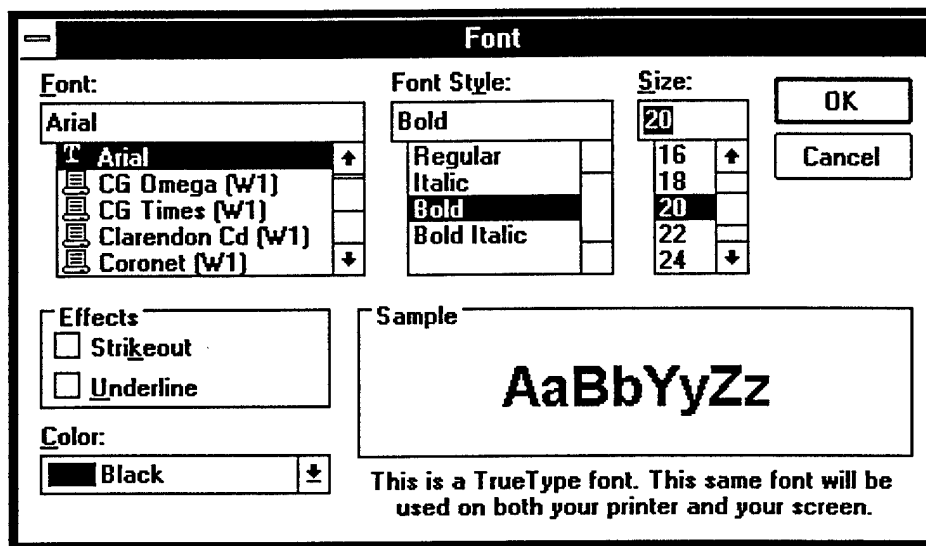 Font
Font:
Arial
Arial
CG Omega (W1)
CG Times (W1)
Clarendon Cd (W1)
Coronet (W1)
Font Style:
Bold
Regular
Italic
Bold
Bold Italic
Size:
20
16
18
20
22
24
OK
Cancel
Effects
Strikeout
Underline
Color:
Black
Sample
AaBbYyZz
This is a TrueType font. This same font will be
used on both your printer and your screen.